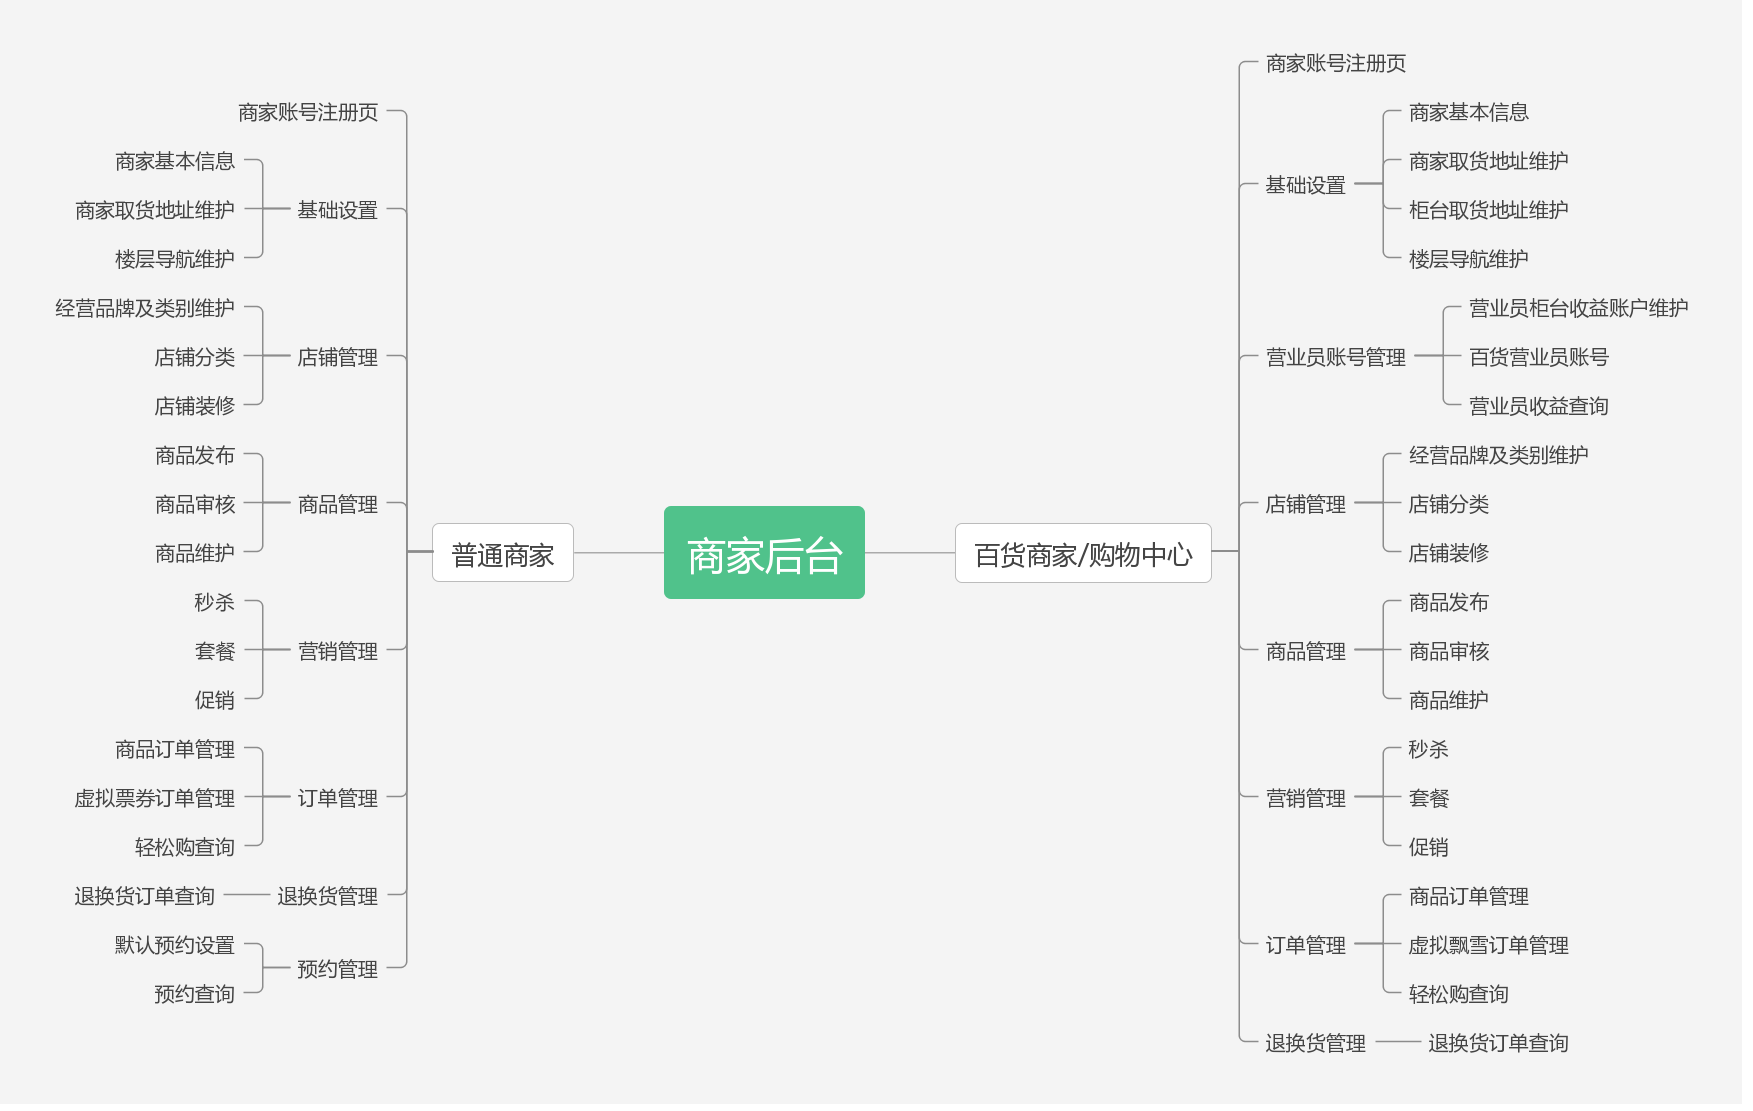 商家后台
普通商家
商家账号注册页
基础设置
商家基本信息
商家取货地址维护
楼层导航维护
店铺管理
经营品牌及类别维护
店铺分类
店铺装修
商品管理
商品发布
商品审核
商品维护
营销管理
秒杀
套餐
促销
订单管理
商品订单管理
虚拟票券订单管理
轻松购查询
退换货管理
退换货订单查询
预约管理
默认预约设置
预约查询
百货商家/购物中心
商家账号注册页
基础设置
商家基本信息
商家取货地址维护
柜台取货地址维护
楼层导航维护
营业员账号管理
营业员柜台收益账户维护
百货营业员账号
营业员收益查询
店铺管理
经营品牌及类别维护
店铺分类
店铺装修
商品管理
商品发布
商品审核
商品维护
营销管理
秒杀
套餐
促销
订单管理
商品订单管理
虚拟飘雪订单管理
轻松购查询
退换货管理
退换货订单查询